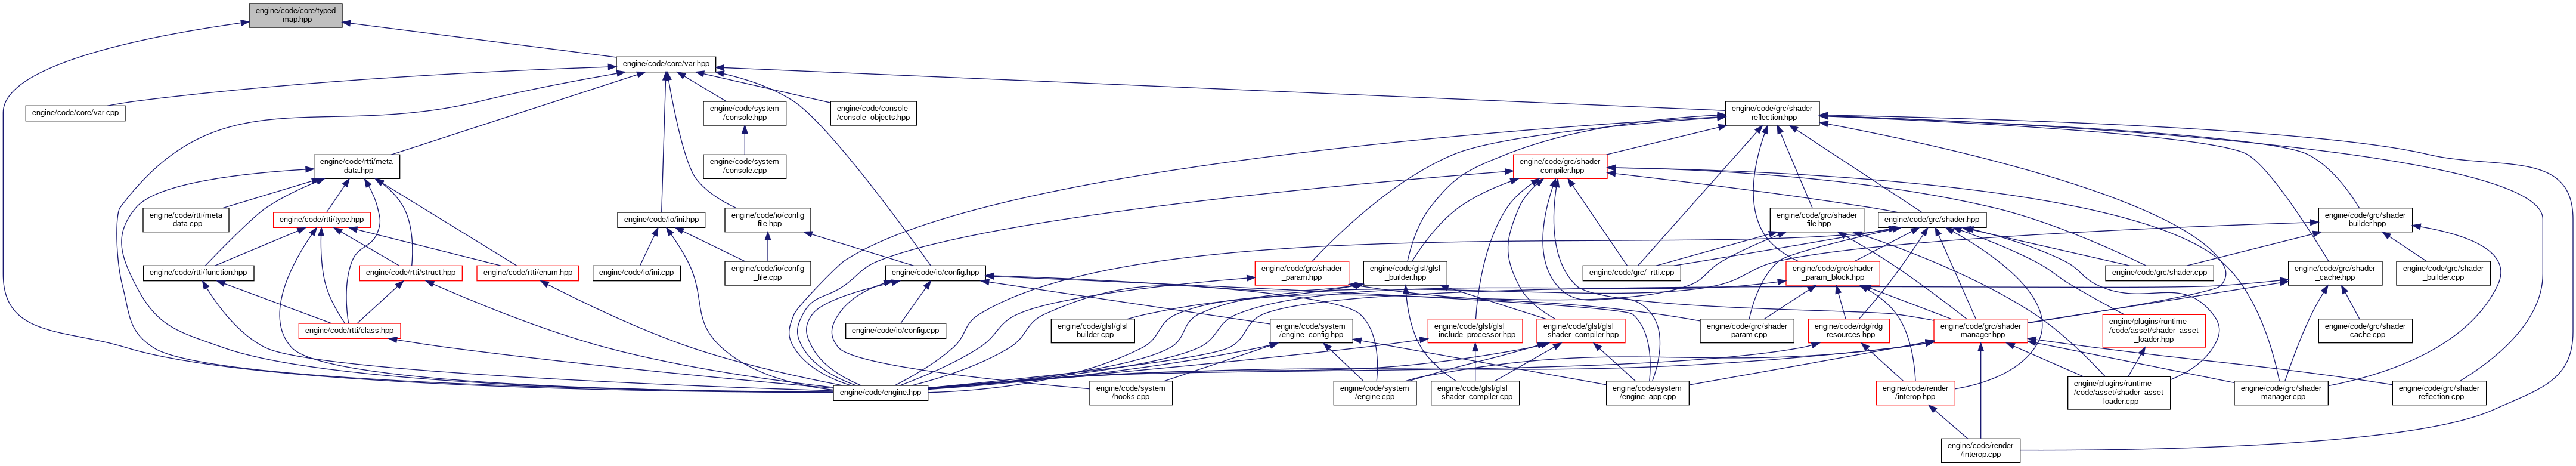 engine/code/core/typed
_map.hpp
engine/code/core/var.hpp
engine/code/core/var.cpp
engine/code/system
/console.hpp
engine/code/console
/console_objects.hpp
engine/code/grc/shader
_reflection.hpp
engine/code/rtti/meta
_data.hpp
engine/code/system
/console.cpp
engine/code/grc/shader
_compiler.hpp
engine/code/rtti/meta
_data.cpp
engine/code/rtti/type.hpp
engine/code/io/ini.hpp
engine/code/io/config
_file.hpp
engine/code/grc/shader
_file.hpp
engine/code/grc/shader.hpp
engine/code/grc/shader
_builder.hpp
engine/code/rtti/function.hpp
engine/code/rtti/struct.hpp
engine/code/rtti/enum.hpp
engine/code/io/ini.cpp
engine/code/io/config
_file.cpp
engine/code/io/config.hpp
engine/code/grc/shader
_param.hpp
engine/code/glsl/glsl
_builder.hpp
engine/code/grc/_rtti.cpp
engine/code/grc/shader
_param_block.hpp
engine/code/grc/shader.cpp
engine/code/grc/shader
_cache.hpp
engine/code/grc/shader
_builder.cpp
engine/code/rtti/class.hpp
engine/code/io/config.cpp
engine/code/glsl/glsl
_builder.cpp
engine/code/system
/engine_config.hpp
engine/code/glsl/glsl
_include_processor.hpp
engine/code/glsl/glsl
_shader_compiler.hpp
engine/code/grc/shader
_param.cpp
engine/code/rdg/rdg
_resources.hpp
engine/code/grc/shader
_manager.hpp
engine/plugins/runtime
/code/asset/shader_asset
_loader.hpp
engine/code/grc/shader
_cache.cpp
engine/code/engine.hpp
engine/code/system
/hooks.cpp
engine/code/system
/engine.cpp
engine/code/glsl/glsl
_shader_compiler.cpp
engine/code/system
/engine_app.cpp
engine/code/render
/interop.hpp
engine/plugins/runtime
/code/asset/shader_asset
_loader.cpp
engine/code/grc/shader
_manager.cpp
engine/code/grc/shader
_reflection.cpp
engine/code/render
/interop.cpp